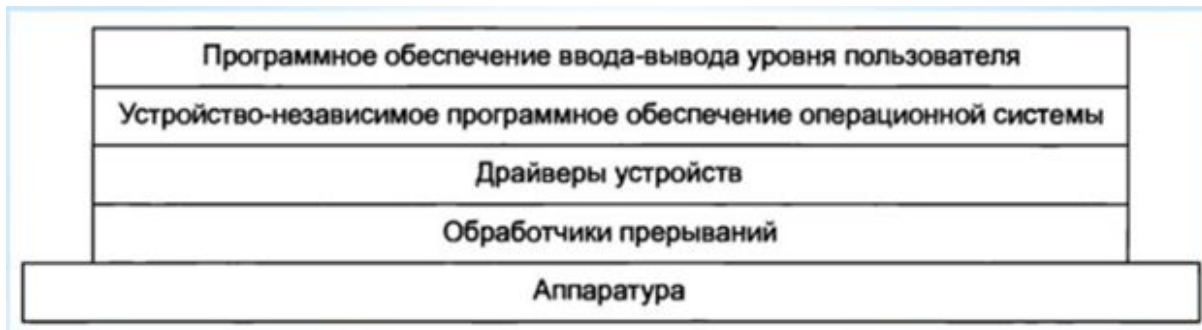 Программное обеспечение ввода-вывода уровня пользователя
Устройство-независимое программное обеспечение операционной системы
Драйверы устройств
Обработчики прерываний
Аппаратура